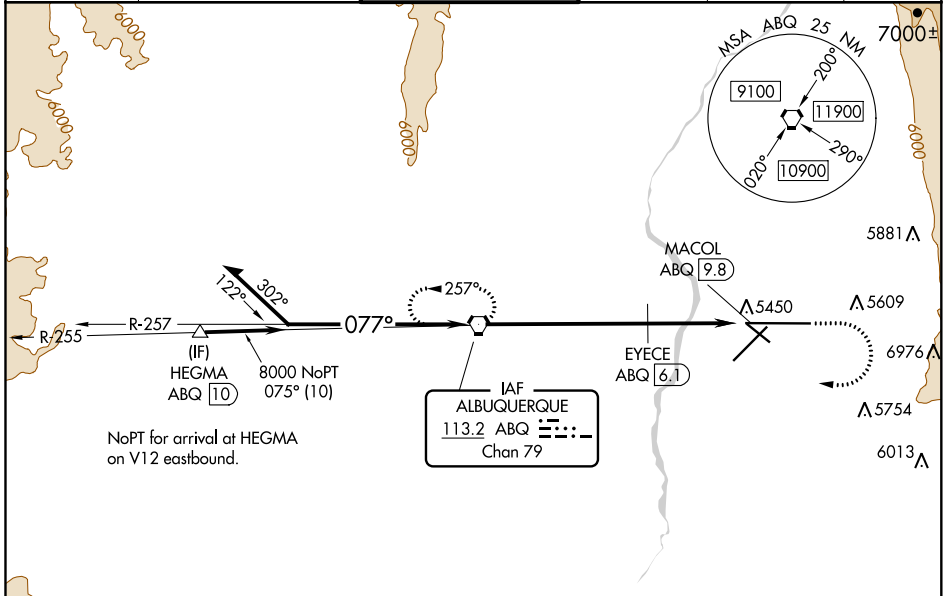 6000
6000
6000
7000±
MSA ABQ 25 NM
9100
11900
10900
200°
290°
020°
6000
5881
MACOL
ABQ 9.8
5450
5609
6976
5754
6013
302°
122°
257°
R-257
077°
R-255
(IF)
HEGMA
ABQ 10
8000 NoPT
075° (10)
EYECE
ABQ 6.1
IAF
ALBUQUERQUE
113.2 ABQ
Chan 79
NoPT for arrival at HEGMA
on V12 eastbound.